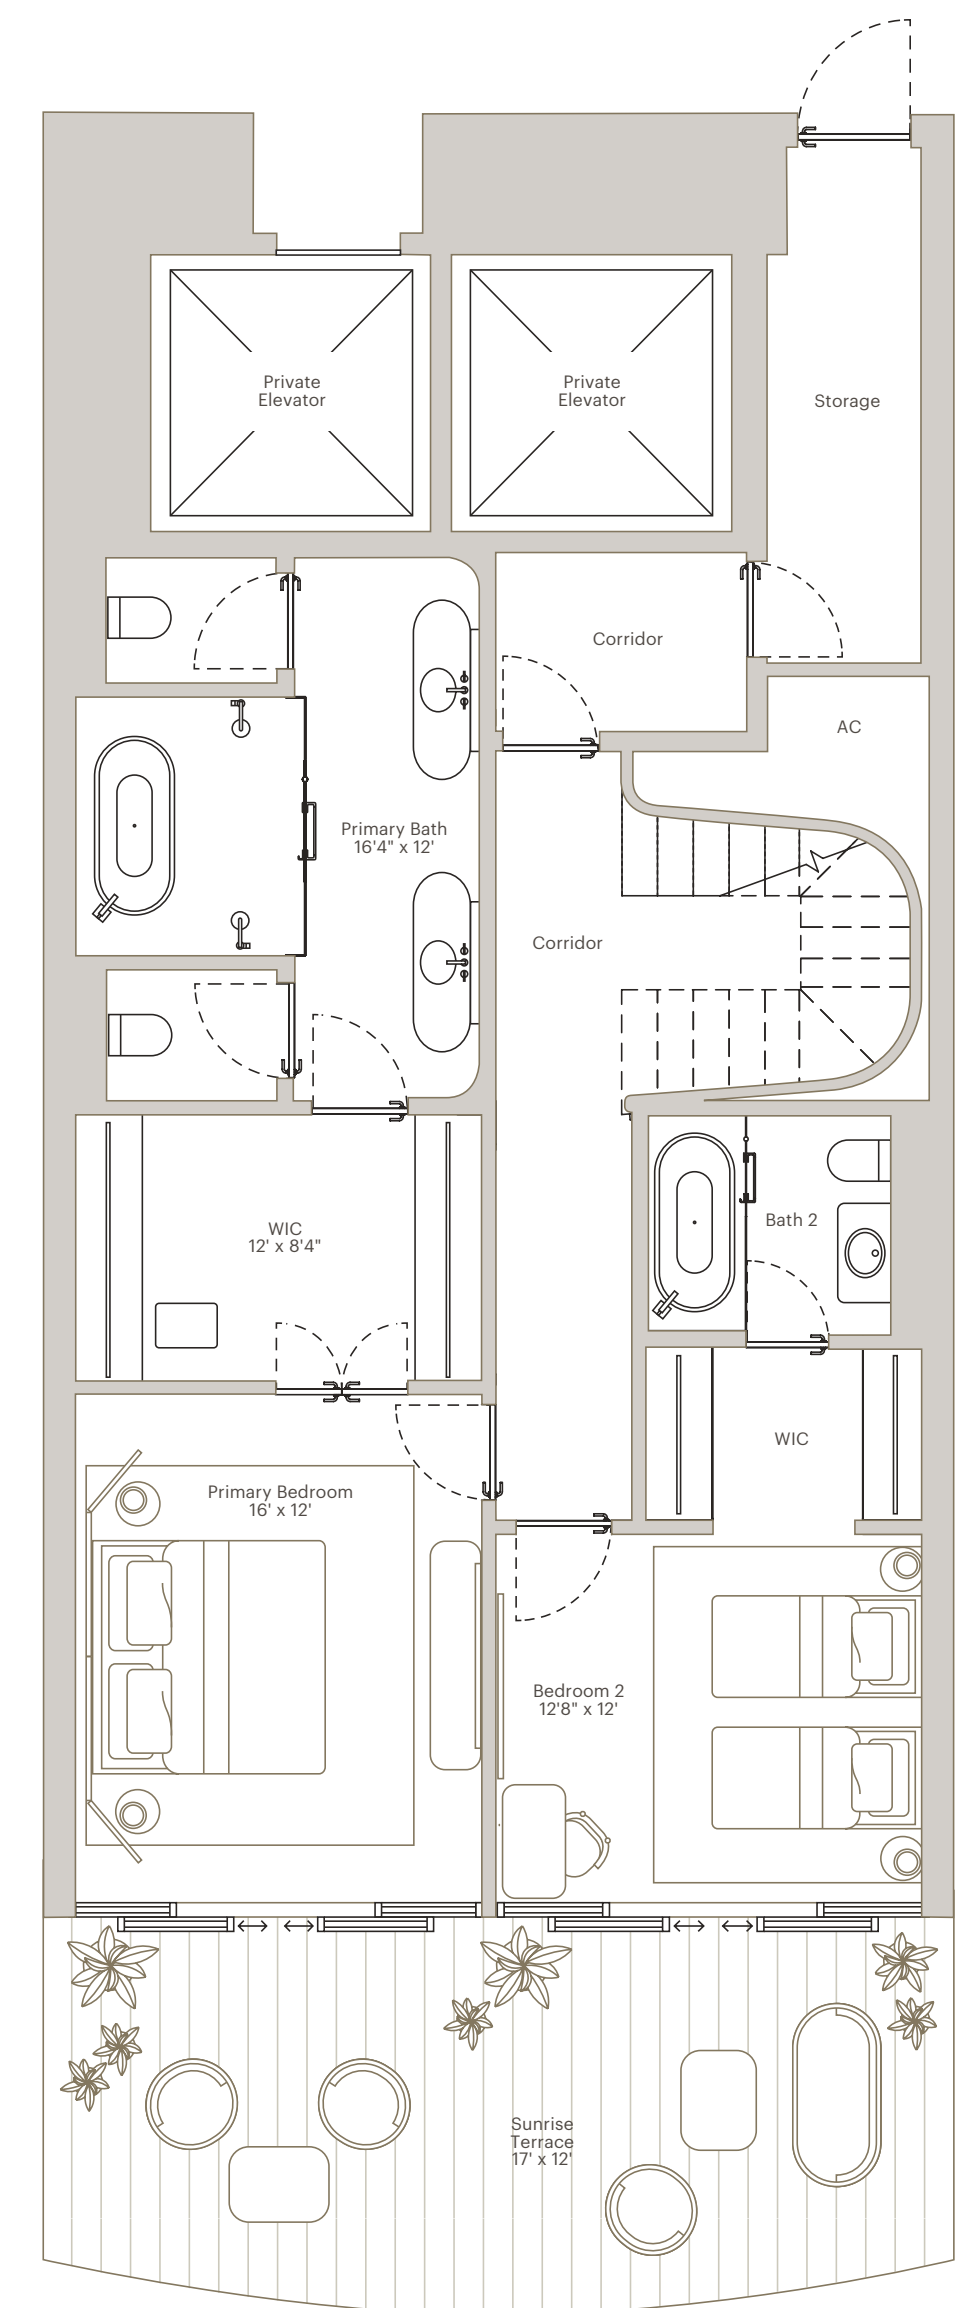 Private
Elevator
Private
Elevator
Storage
Corridor
AC
Primary Bath
16'4" x 12'
Corridor
Bath 2
WIC
12' x 8'4"
WIC
Primary Bedroom
16' x 12'
Bedroom 2
12'8" x 12'
Sunrise
Terrace
17' x 12'